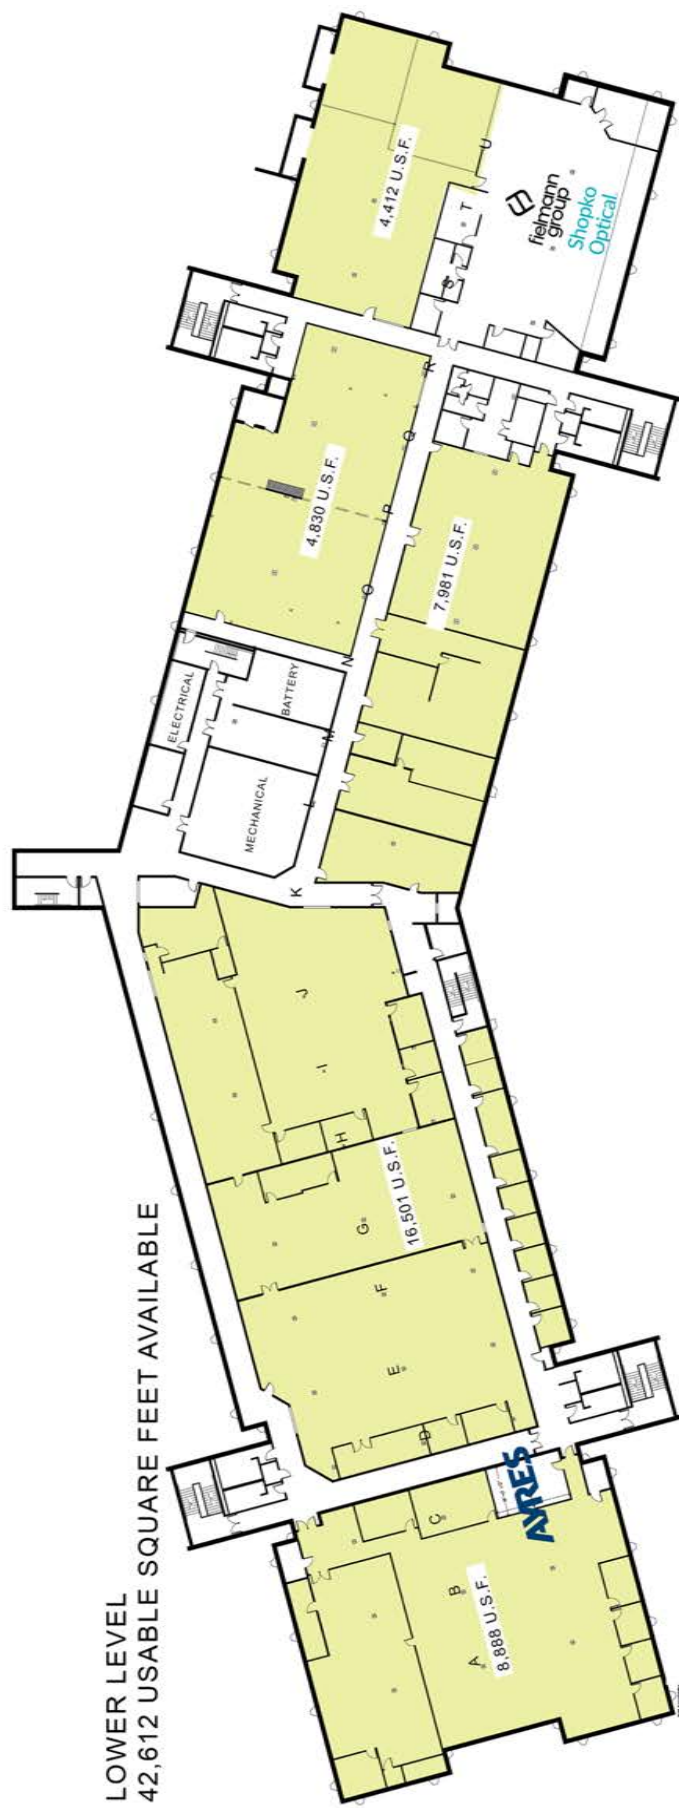 LOWER LEVEL
42,612 USABLE SQUARE FEET AVAILABLE
4,412 U.S.F.
U
T
S
fielmann
group
Shopko
Optical
R
Q
P
4,830 U.S.F.
O
N
7,981 U.S.F.
ELECTRICAL
BATTERY
M
L
MECHANICAL
K
J
I
H
16,501 U.S.F.
G
F
E
D
AYRES
C
B
8,888 U.S.F.
A